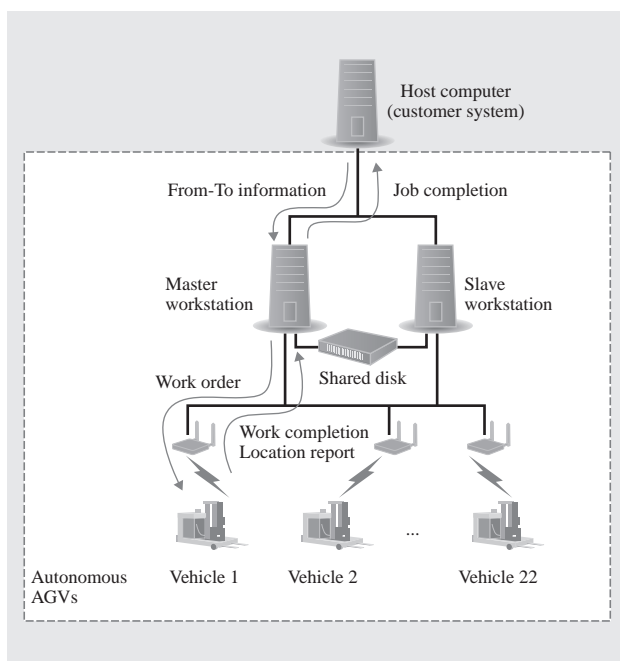 Host computer
(customer system)
From-To information
Job completion
Master
workstation
Slave
workstation
Shared disk
Work order
Work completion
Location report
...
Autonomous
AGVs
Vehicle 1
Vehicle 2
Vehicle 22